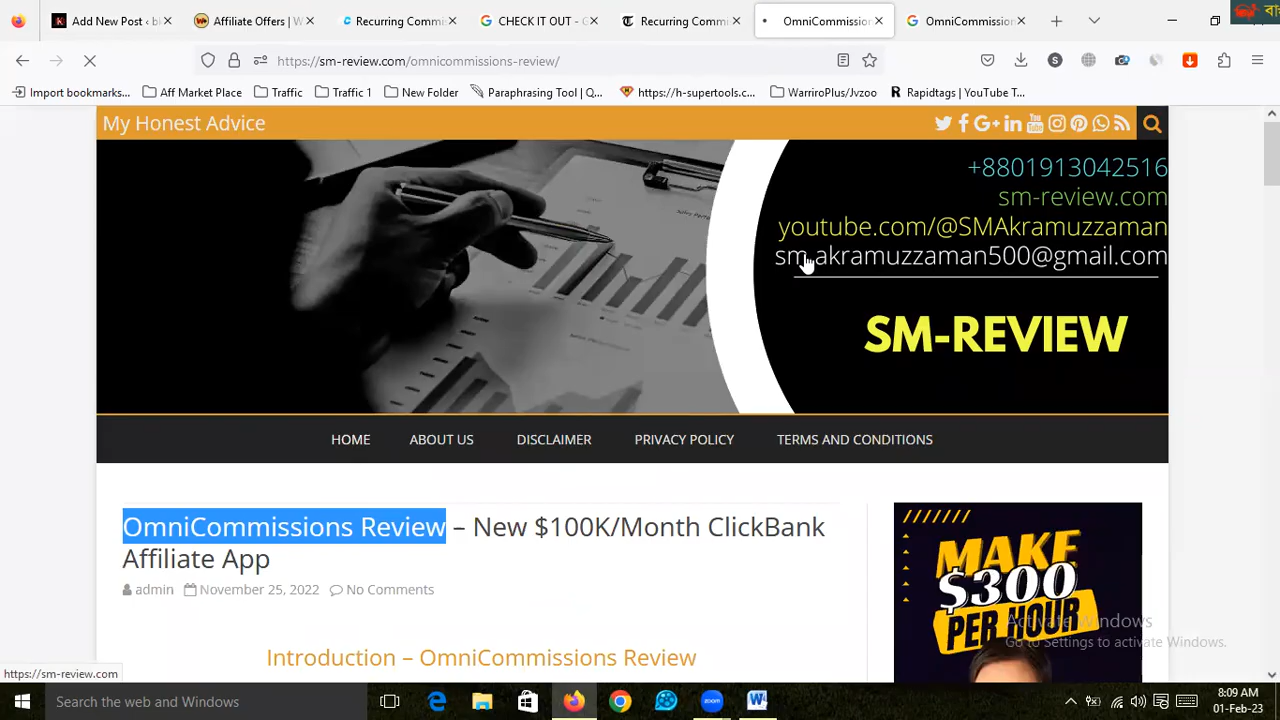 Add New Post ‹ bl
Affiliate Offers | W
Recurring Commis
CHECK IT OUT - G
Recurring Commi
OmniCommission
OmniCommission
https://sm-review.com/omnicommissions-review/
Import bookmarks...
Aff Market Place
Traffic
Traffic 1
New Folder
Paraphrasing Tool | Q...
https://h-supertools.c...
WarriroPlus/Jvzoo
Rapidtags | YouTube T...
My Honest Advice
+8801913042516
sm-review.com
youtube.com/@SMAkramuzzaman
sm.akramuzzaman500@gmail.com
SM-REVIEW
HOME
ABOUT US
DISCLAIMER
PRIVACY POLICY
TERMS AND CONDITIONS
OmniCommissions Review – New $100K/Month ClickBank
Affiliate App
admin
November 25, 2022
No Comments
Introduction – OmniCommissions Review
MAKE
$300
PER HOUR
Activate Windows
Go to Settings to activate Windows.
https://sm-review.com
Search the web and Windows
8:09 AM
01-Feb-23